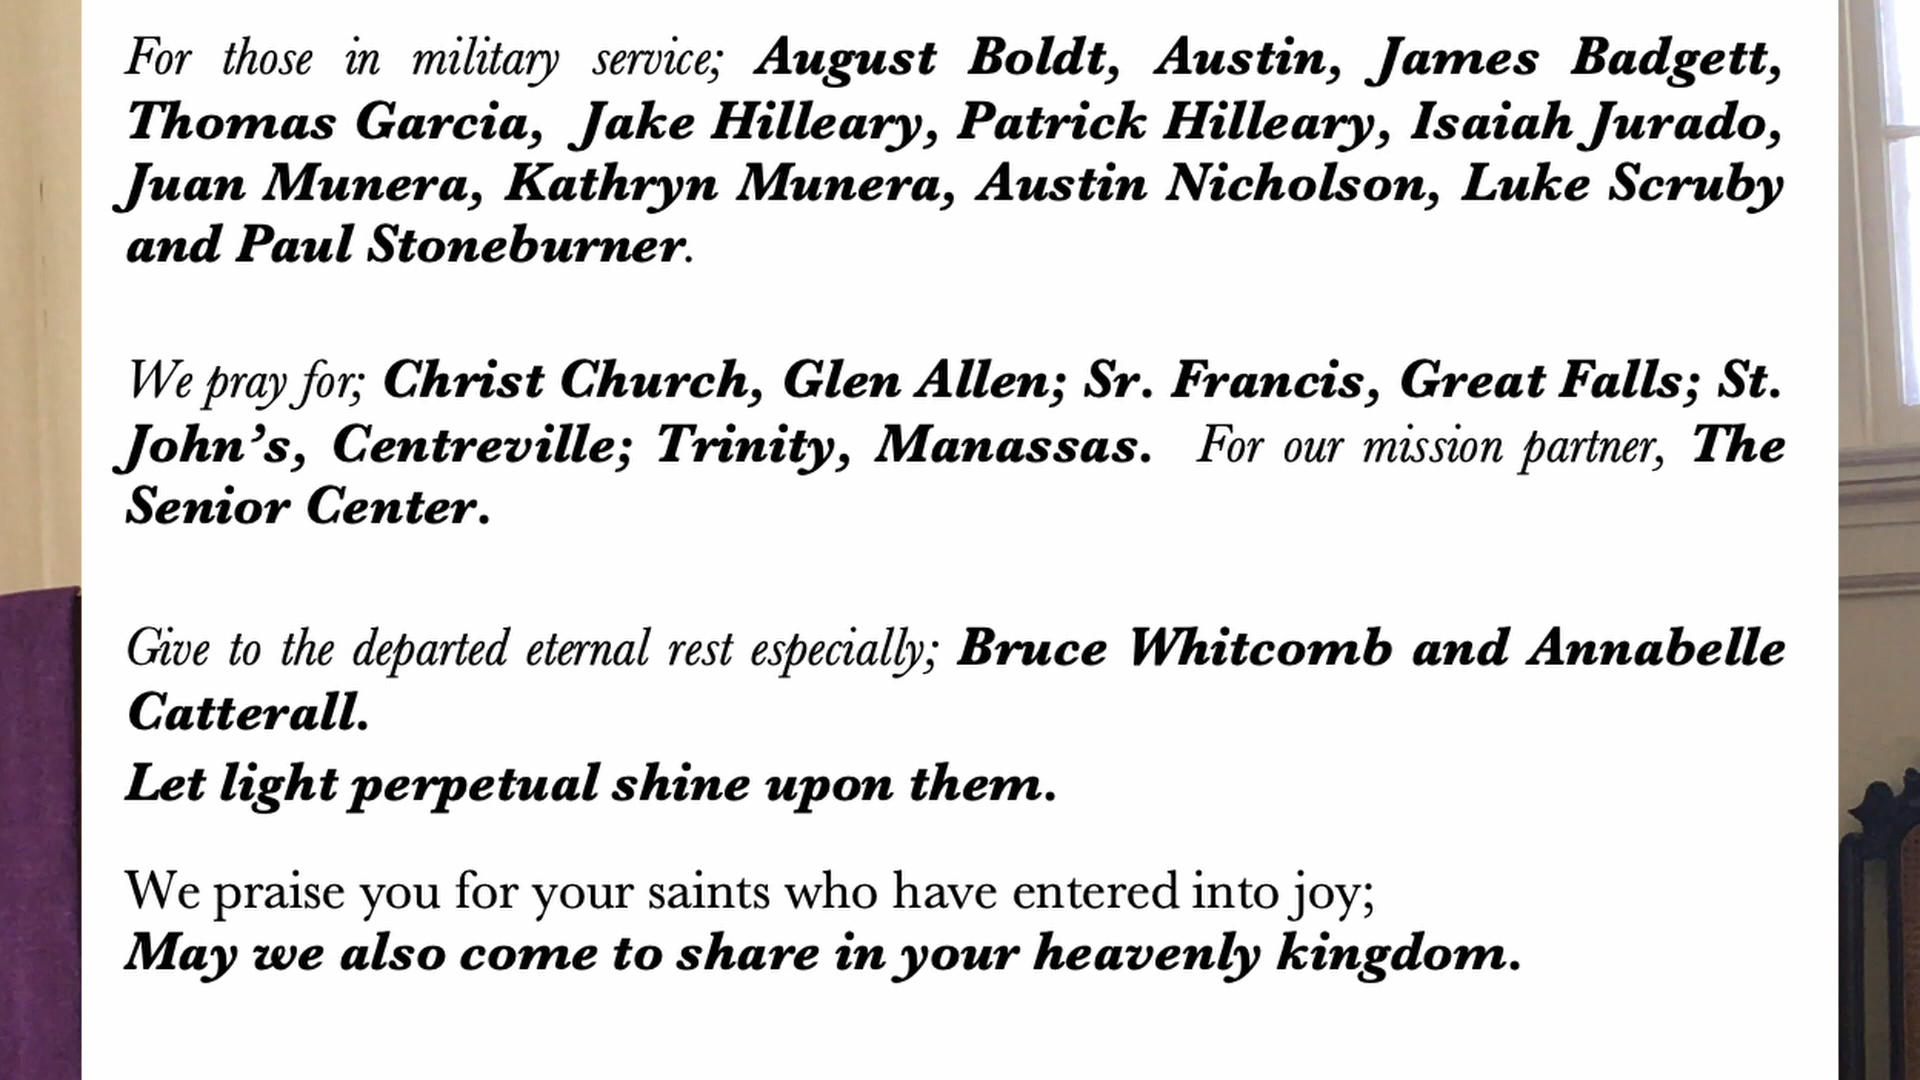 For those in military service; August Boldt, Austin, James Badgett,
Thomas Garcia, Jake Hilleary, Patrick Hilleary, Isaiah Jurado,
Juan Munera, Kathryn Munera, Austin Nicholson, Luke Scruby
and Paul Stoneburner.
We pray for; Christ Church, Glen Allen; Sr. Francis, Great Falls; St.
John’s, Centreville; Trinity, Manassas. For our mission partner, The
Senior Center.
Give to the departed eternal rest especially; Bruce Whitcomb and Annabelle
Catterall.
Let light perpetual shine upon them.
We praise you for your saints who have entered into joy;
May we also come to share in your heavenly kingdom.